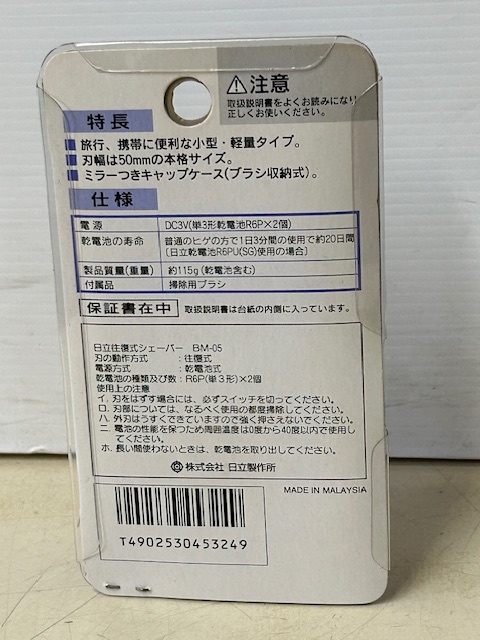 ⚠注意
取扱説明書をよくお読みになり
正しくお使いください。
特長
旅行、携帯に便利な小型・軽量タイプ。
刃幅は50mmの本格サイズ。
ミラーつきキャップケース(ブラシ収納式)。
仕様
電源 DC3V(単3形乾電池R6P×2個)
乾電池の寿命 普通のヒゲの方で1日3分間の使用で約20日間
〔日立乾電池R6PU(SG)使用の場合〕
製品質量(重量) 約115g(乾電池含む)
付属品 掃除用ブラシ
保証書在中 取扱説明書は台紙の内側に入っています。
日立往復式シェーバー BM-05
刃の動作方式 :往復式
電源方式 :乾電池式
乾電池の種類及び数:R6P(単3形)×2個
使用上の注意
イ. 刃をはずす場合には、必ずスイッチを切ってください。
ロ. 刃部については、なるべく使用の都度掃除してください。
ハ. 外刃はうすくできていますので強く押さえないでください。
ニ. 電池の性能を保つため周囲温度は0度から40度以内で使用し
てください。
ホ. 長い間使わないときは、乾電池を取り出してください。
株式会社 日立製作所
MADE IN MALAYSIA
T4902530453249